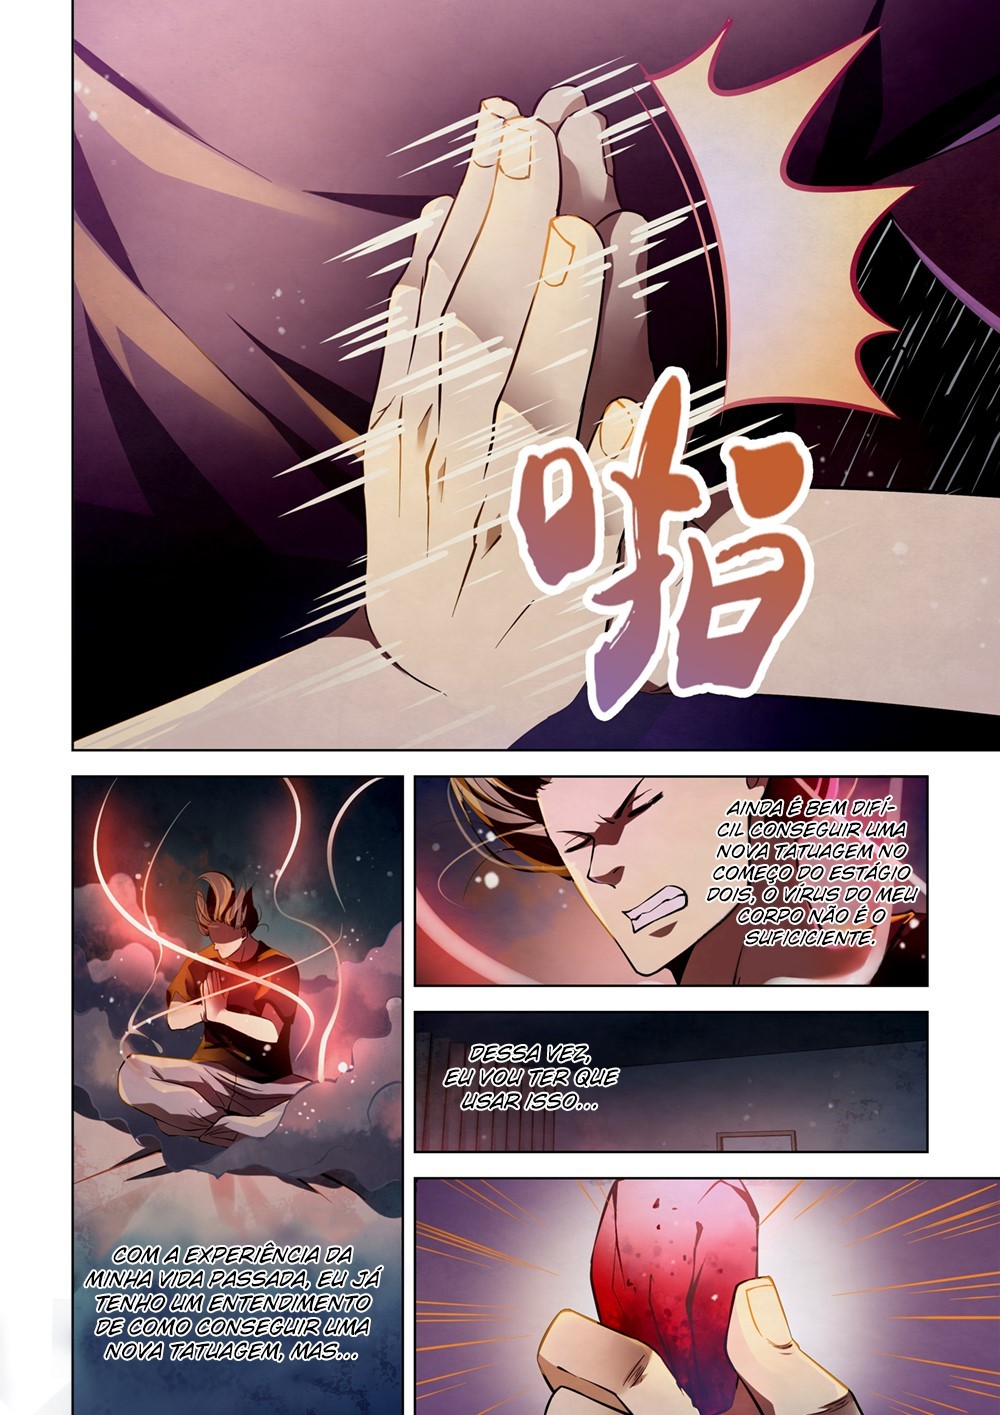 啪
COM A EXPERIÊNCIA DA
MINHA VIDA PASSADA, EU JÁ
TENHO UM ENTENDIMENTO
DE COMO CONSEGUIR UMA
NOVA TATUAGEM, MAS...
AINDA É BEM DIFÍ-
CIL CONSEGUIR UMA
NOVA TATUAGEM NO
COMEÇO DO ESTÁGIO
DOIS, O VÍRUS DO MEU
CORPO NÃO É O
SUFICICIENTE.
DESSA VEZ,
EU VOU TER QUE
USAR ISSO...